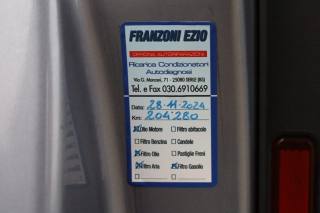 FRANZONI EZIO
OFFICINA AUTORIPARAZIONI
Ricarica Condizionatori
Autodiagnosi
Via G. Marconi, 71 - 25080 SERLE (BS)
Tel. e Fax 030.6910669
Data: 28-11-2024
Km: 204'280
Olio Motore Filtro abitacolo
Filtro Benzina Candele
Filtro Olio Pastiglie Freni
Filtro Aria Filtro Gasolio